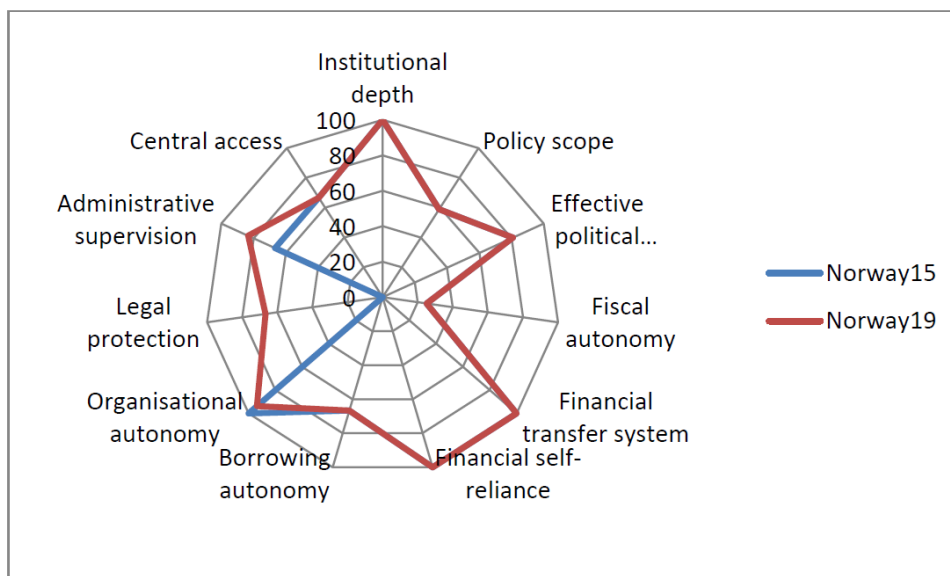 Institutional
depth
Central access
Policy scope
Administrative
supervision
Effective
political...
Legal
protection
Fiscal
autonomy
Organisational
autonomy
Financial
transfer system
Borrowing
autonomy
Financial self-
reliance
100
80
60
40
20
0
Norway15
Norway19